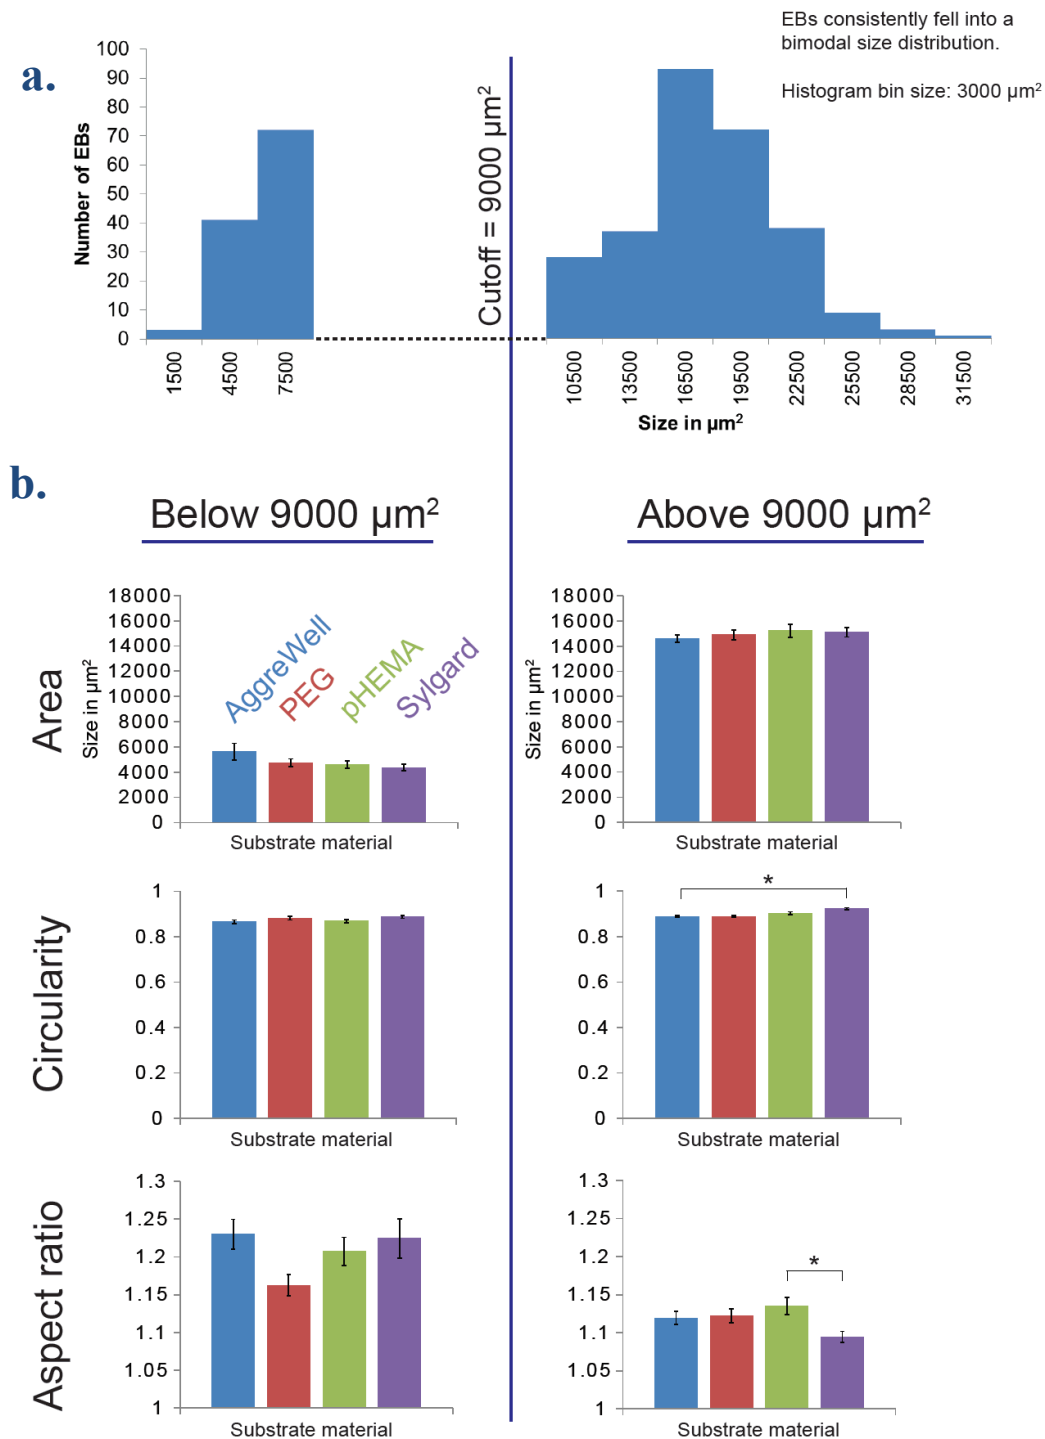 a.
EBs consistently fell into a
bimodal size distribution.
Histogram bin size: 3000 µm²
Number of EBs
100
90
80
70
60
50
40
30
20
10
0
1500
4500
7500
Cutoff = 9000 µm²
10500
13500
16500
19500
22500
25500
28500
31500
Size in µm²
b.
Below 9000 µm²
Above 9000 µm²
Area
Size in µm²
18000
16000
14000
12000
10000
8000
6000
4000
2000
0
AggreWell
PEG
pHEMA
Sylgard
Substrate material
Size in µm²
18000
16000
14000
12000
10000
8000
6000
4000
2000
0
Substrate material
Circularity
1
0.8
0.6
0.4
0.2
0
Substrate material
1
0.8
0.6
0.4
0.2
0
*
Substrate material
Aspect ratio
1.3
1.25
1.2
1.15
1.1
1.05
1
Substrate material
1.3
1.25
1.2
1.15
1.1
1.05
1
*
Substrate material